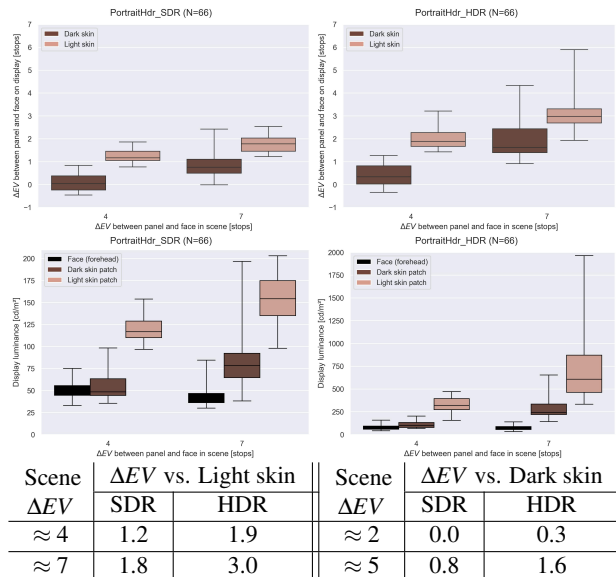 PortraitHdr_SDR (N=66)
7
6
5
4
3
2
1
0
−1
ΔEV between panel and face on display [stops]
Dark skin
Light skin
4
7
ΔEV between panel and face in scene [stops]
PortraitHdr_HDR (N=66)
7
6
5
4
3
2
1
0
−1
ΔEV between panel and face on display [stops]
Dark skin
Light skin
4
7
ΔEV between panel and face in scene [stops]
PortraitHdr_SDR (N=66)
200
175
150
125
100
75
50
25
0
Display luminance [cd/m²]
Face (forehead)
Dark skin patch
Light skin patch
4
7
ΔEV between panel and face in scene [stops]
PortraitHdr_HDR (N=66)
2000
1750
1500
1250
1000
750
500
250
0
Display luminance [cd/m²]
Face (forehead)
Dark skin patch
Light skin patch
4
7
ΔEV between panel and face in scene [stops]
Scene ΔEV vs. Light skin Scene ΔEV vs. Dark skin
ΔEV SDR HDR ΔEV SDR HDR
≈ 4 1.2 1.9 ≈ 2 0.0 0.3
≈ 7 1.8 3.0 ≈ 5 0.8 1.6